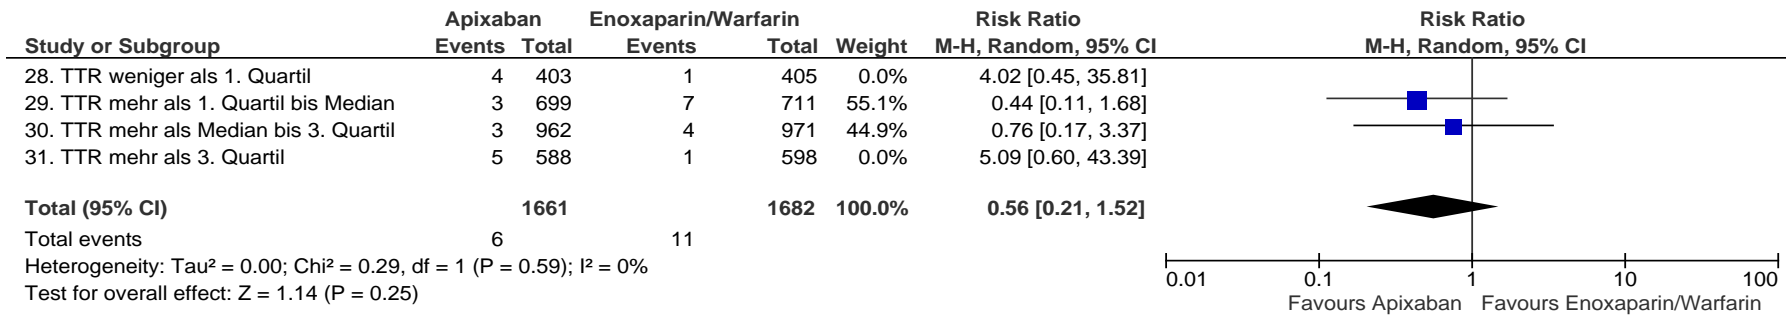 Apixaban Enoxaparin/Warfarin Risk Ratio Risk Ratio
Study or Subgroup Events Total Events Total Weight M-H, Random, 95% CI M-H, Random, 95% CI
28. TTR weniger als 1. Quartil 4 403 1 405 0.0% 4.02 [0.45, 35.81]
29. TTR mehr als 1. Quartil bis Median 3 699 7 711 55.1% 0.44 [0.11, 1.68]
30. TTR mehr als Median bis 3. Quartil 3 962 4 971 44.9% 0.76 [0.17, 3.37]
31. TTR mehr als 3. Quartil 5 588 1 598 0.0% 5.09 [0.60, 43.39]
Total (95% CI) 1661 1682 100.0% 0.56 [0.21, 1.52]
Total events 6 11
Heterogeneity: Tau² = 0.00; Chi² = 0.29, df = 1 (P = 0.59); I² = 0%
Test for overall effect: Z = 1.14 (P = 0.25)
0.01 0.1 1 10 100
Favours Apixaban Favours Enoxaparin/Warfarin